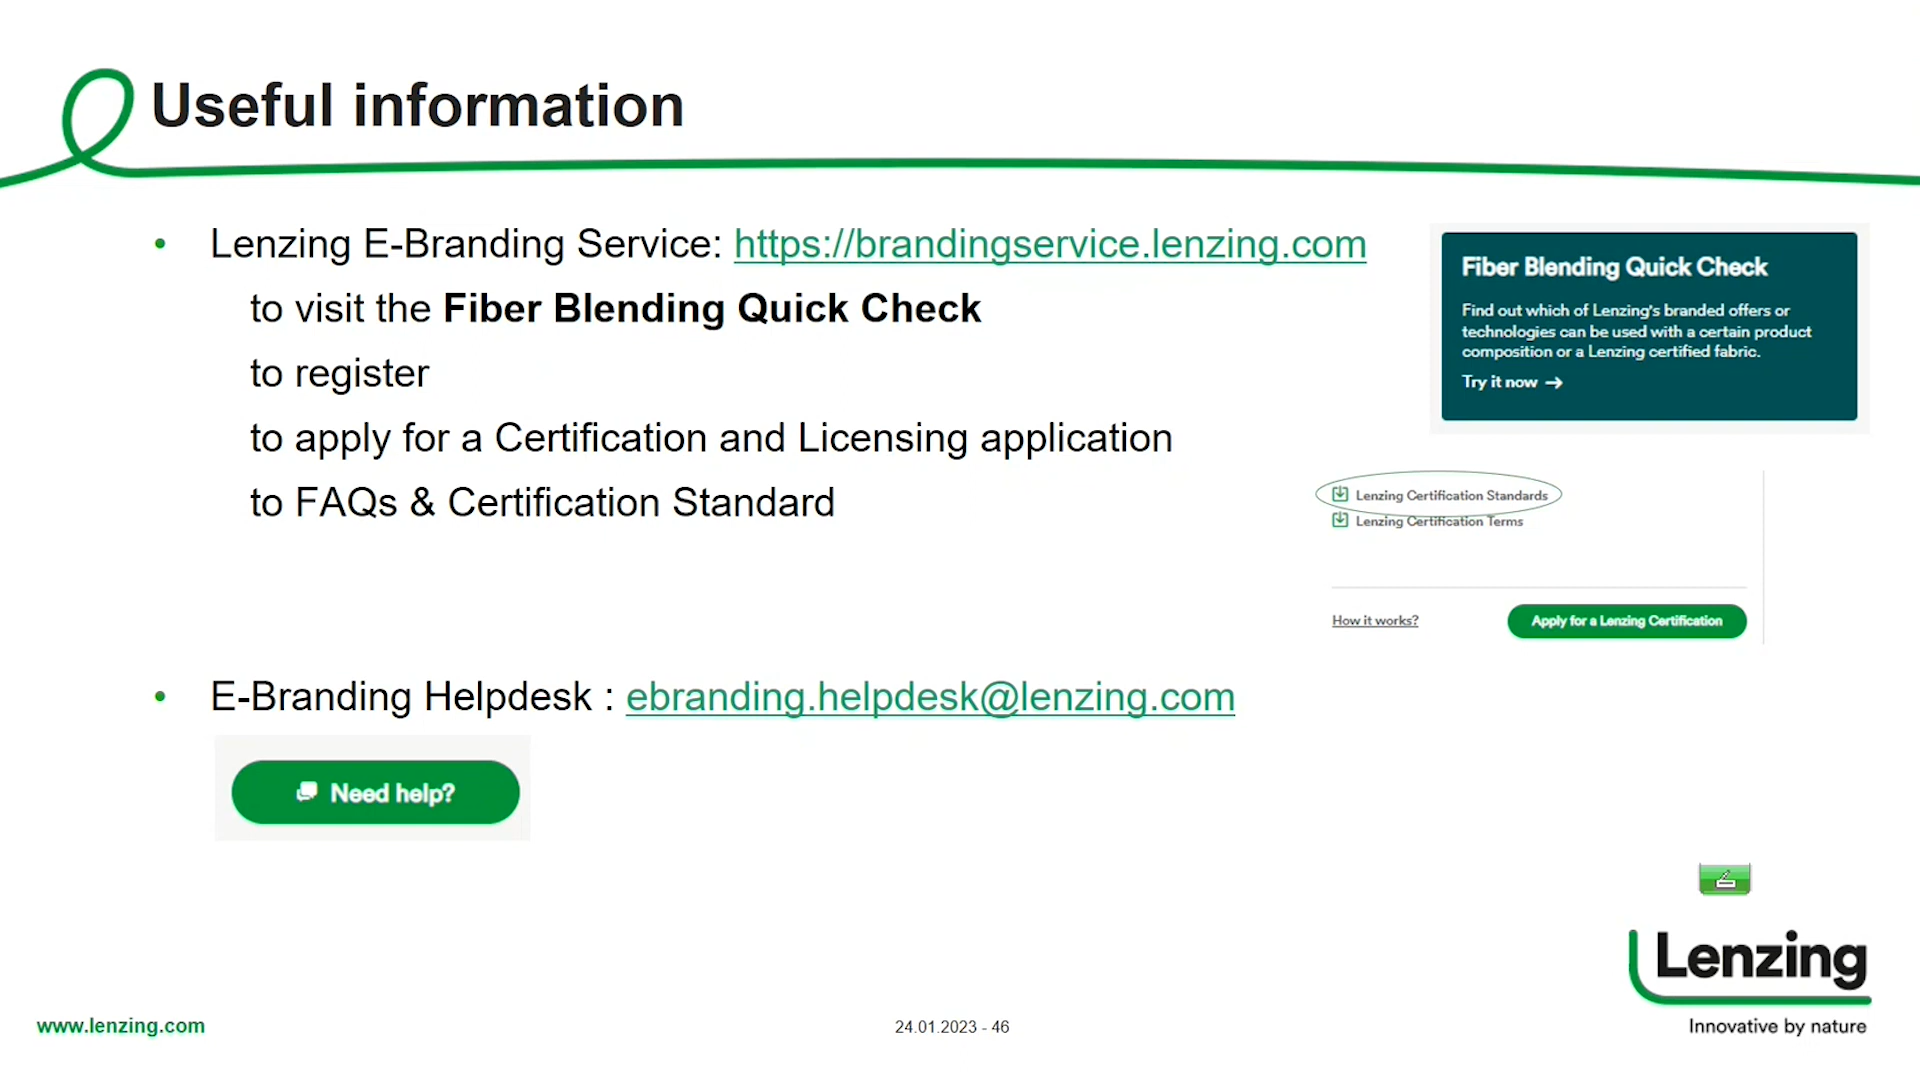 Useful information
• Lenzing E-Branding Service: https://brandingservice.lenzing.com
to visit the Fiber Blending Quick Check
to register
to apply for a Certification and Licensing application
to FAQs & Certification Standard
Fiber Blending Quick Check
Find out which of Lenzing's branded offers or
technologies can be used with a certain product
composition or a Lenzing certified fabric.
Try it now →
Lenzing Certification Standards
Lenzing Certification Terms
How it works?
Apply for a Lenzing Certification
• E-Branding Helpdesk : ebranding.helpdesk@lenzing.com
Need help?
Lenzing
Innovative by nature
www.lenzing.com
24.01.2023 - 46